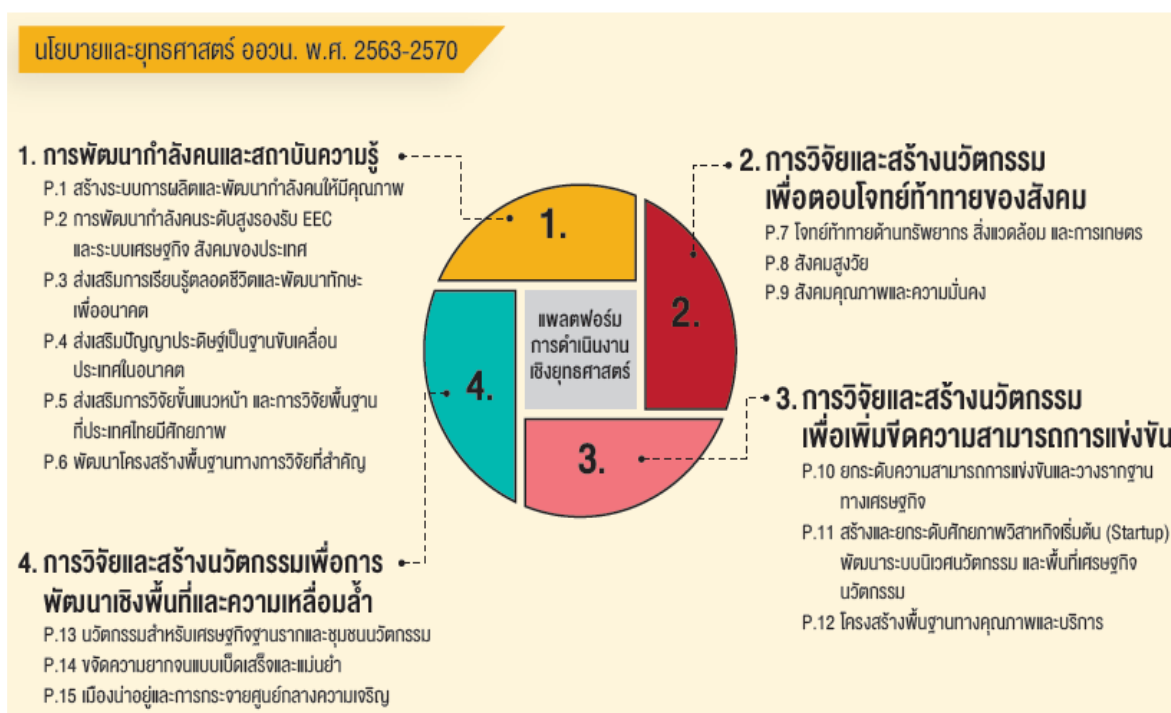 นโยบายและยุทธศาสตร์ ออวน. พ.ศ. 2563-2570
1. การพัฒนากำลังคนและสถาบันความรู้
P.1 สร้างระบบการผลิตและพัฒนากำลังคนให้มีคุณภาพ
P.2 การพัฒนากำลังคนระดับสูงรองรับ EEC
และระบบเศรษฐกิจ สังคมของประเทศ
P.3 ส่งเสริมการเรียนรู้ตลอดชีวิตและพัฒนาทักษะ
เพื่ออนาคต
P.4 ส่งเสริมปัญญาประดิษฐ์เป็นฐานขับเคลื่อน
ประเทศในอนาคต
P.5 ส่งเสริมการวิจัยขั้นแนวหน้า และการวิจัยพื้นฐาน
ที่ประเทศไทยมีศักยภาพ
P.6 พัฒนาโครงสร้างพื้นฐานทางการวิจัยที่สำคัญ
1.
2.
3.
4.
แพลตฟอร์ม
การดำเนินงาน
เชิงยุทธศาสตร์
2. การวิจัยและสร้างนวัตกรรม
เพื่อตอบโจทย์ท้าทายของสังคม
P.7 โจทย์ท้าทายด้านทรัพยากร สิ่งแวดล้อม และการเกษตร
P.8 สังคมสูงวัย
P.9 สังคมคุณภาพและความมั่นคง
3. การวิจัยและสร้างนวัตกรรม
เพื่อเพิ่มขีดความสามารถการแข่งขัน
P.10 ยกระดับความสามารถการแข่งขันและวางรากฐาน
ทางเศรษฐกิจ
P.11 สร้างและยกระดับศักยภาพวิสาหกิจเริ่มต้น (Startup)
พัฒนาระบบนิเวศนวัตกรรม และพื้นที่เศรษฐกิจ
นวัตกรรม
P.12 โครงสร้างพื้นฐานทางคุณภาพและบริการ
4. การวิจัยและสร้างนวัตกรรมเพื่อการ
พัฒนาเชิงพื้นที่และความเหลื่อมล้ำ
P.13 นวัตกรรมสำหรับเศรษฐกิจฐานรากและชุมชนนวัตกรรม
P.14 ขจัดความยากจนแบบเบ็ดเสร็จและแม่นยำ
P.15 เมืองน่าอยู่และการกระจายศูนย์กลางความเจริญ